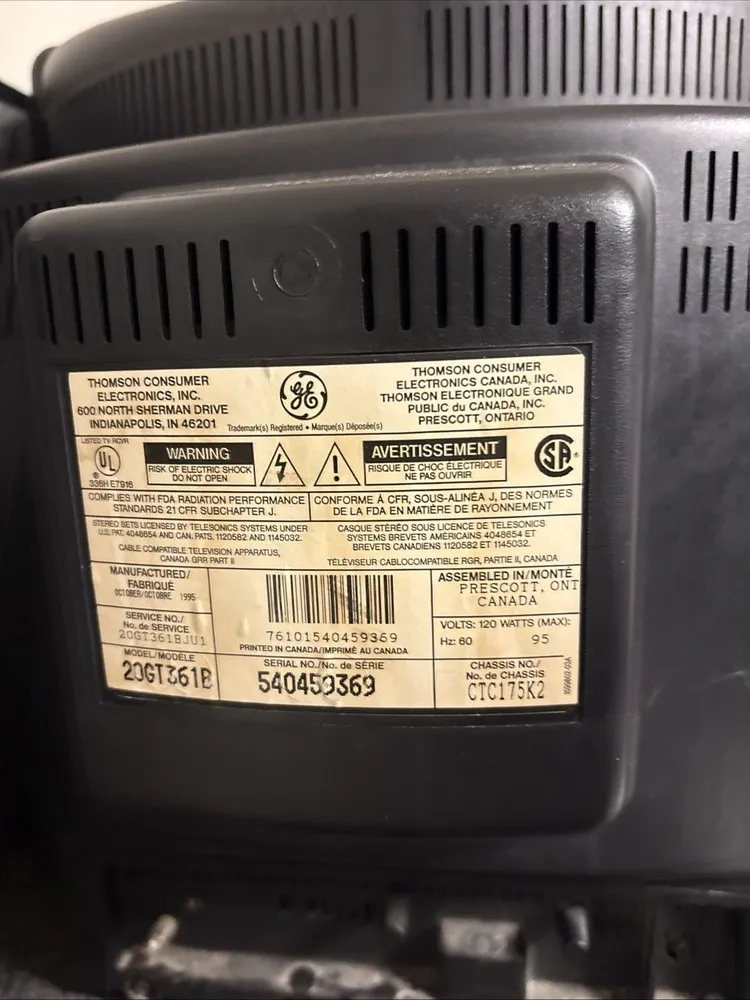 THOMSON CONSUMER
ELECTRONICS, INC.
600 NORTH SHERMAN DRIVE
INDIANAPOLIS, IN 46201
GE
Trademark(s) Registered • Marque(s) Déposée(s)
THOMSON CONSUMER
ELECTRONICS CANADA, INC.
THOMSON ELECTRONIQUE GRAND
PUBLIC du CANADA, INC.
PRESCOTT, ONTARIO
LISTED TV RCVR
UL
®
336H E7916
WARNING
RISK OF ELECTRIC SHOCK
DO NOT OPEN
AVERTISSEMENT
RISQUE DE CHOC ÉLECTRIQUE
NE PAS OUVRIR
SA®
COMPLIES WITH FDA RADIATION PERFORMANCE
STANDARDS 21 CFR SUBCHAPTER J.
CONFORME À CFR, SOUS-ALINÉA J, DES NORMES
DE LA FDA EN MATIÈRE DE RAYONNEMENT
STEREO SETS LICENSED BY TELESONICS SYSTEMS UNDER
U.S. PAT. 4048654 AND CAN. PATS. 1120582 AND 1145032.
CASQUE STÉRÉO SOUS LICENCE DE TELESONICS
SYSTEMS BREVETS AMÉRICAINS 4048654 ET
BREVETS CANADIENS 1120582 ET 1145032.
CABLE COMPATIBLE TELEVISION APPARATUS,
CANADA GRR PART II
TÉLÉVISEUR CABLOCOMPATIBLE RGR, PARTIE II, CANADA
MANUFACTURED/
FABRIQUÉ
OCTOBER/OCTOBRE 1995
SERVICE NO./
No. de SERVICE
20GT361BJU1
MODEL/MODÈLE
20GT361B
76101540459369
PRINTED IN CANADA/IMPRIMÉ AU CANADA
SERIAL NO./No. de SÉRIE
540459369
ASSEMBLED IN/MONTÉ
PRESCOTT, ONT
CANADA
VOLTS: 120 WATTS (MAX):
Hz: 60 95
CHASSIS NO./
No. de CHASSIS
CTC175K2